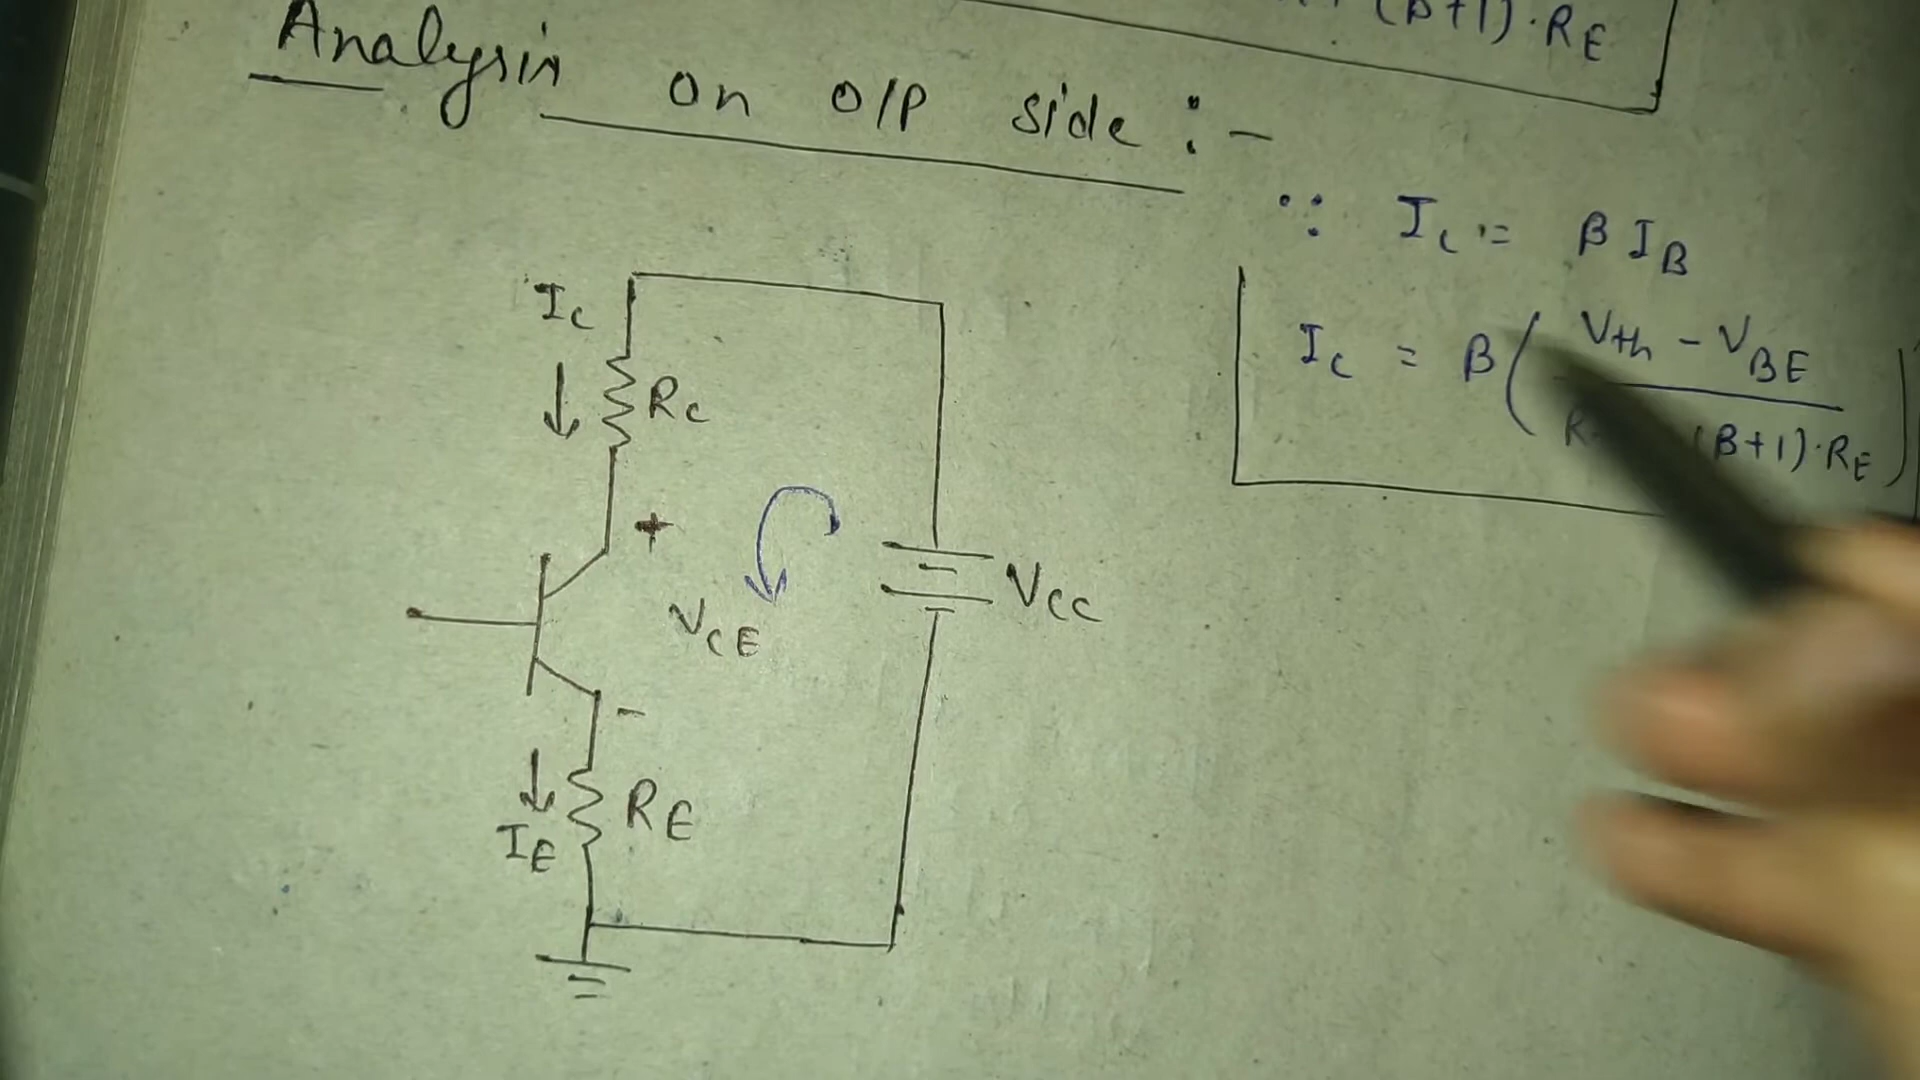 (β+1)·RE
Analysis on O/P side :-
∵ IC = β IB
IC = β( Vth - VBE
(β+1)·RE )
IC
RC
+
VCE
VCC
-
RE
IE